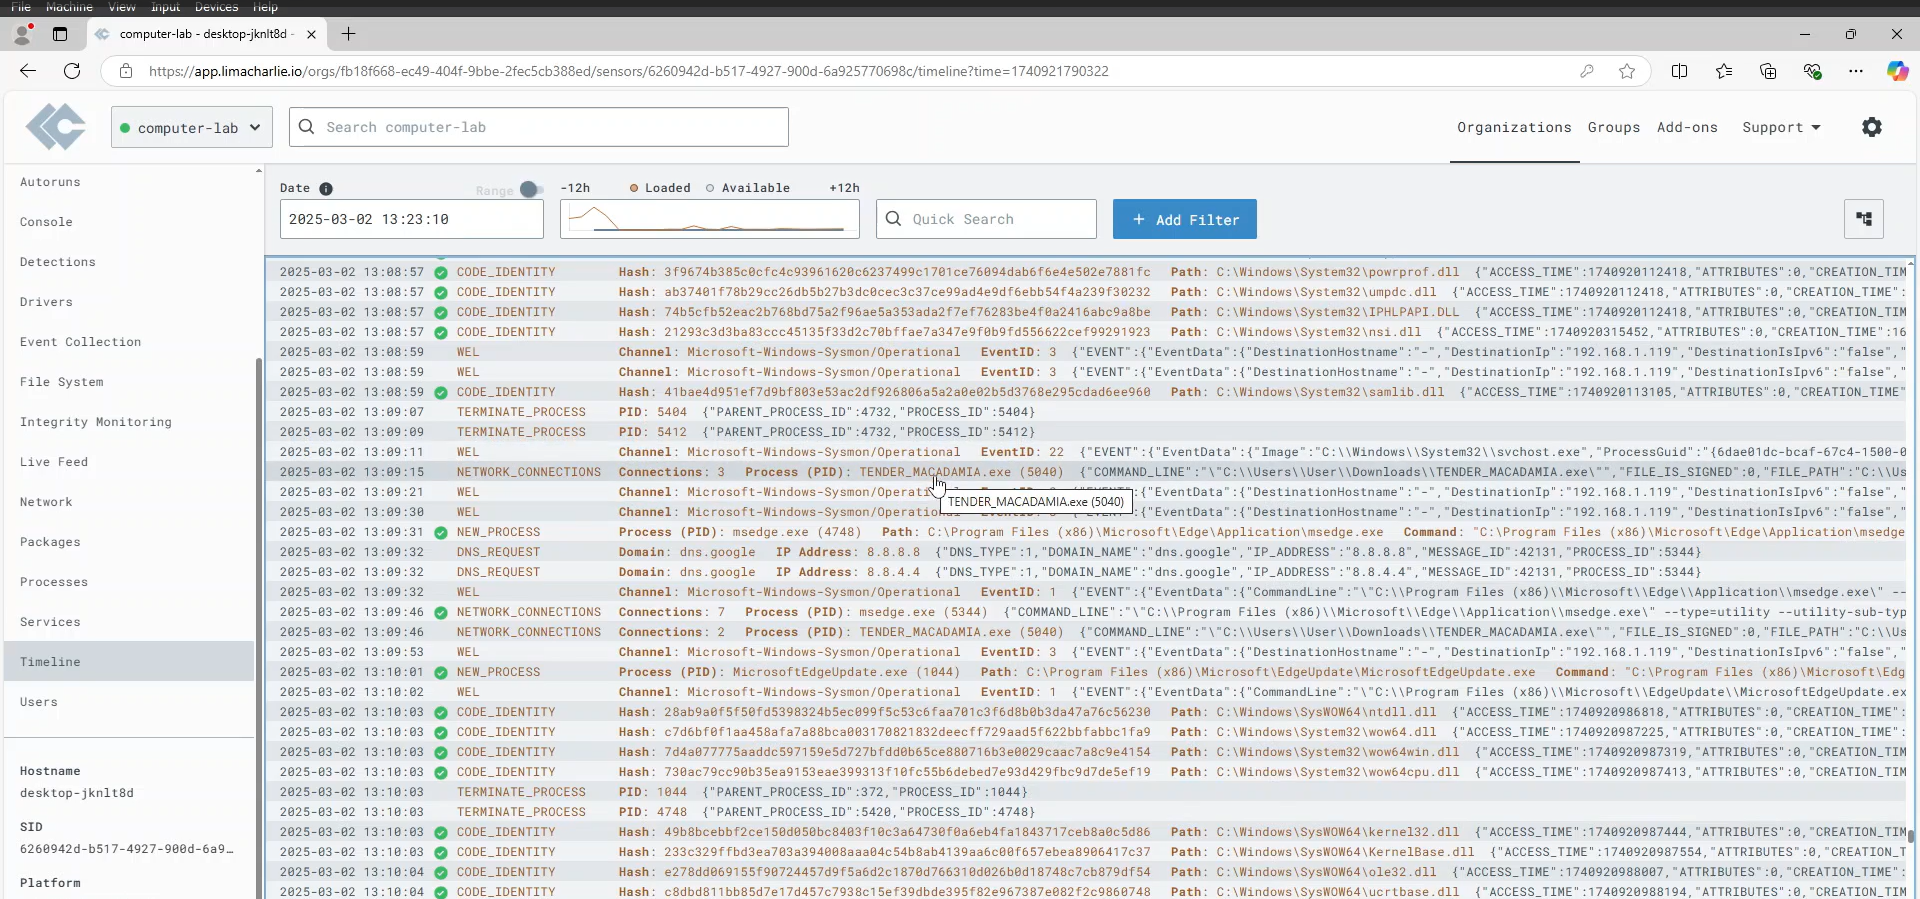 File Machine View Input Devices Help
computer-lab - desktop-jknlt8d -
https://app.limacharlie.io/orgs/fb18f668-ec49-404f-9bbe-2fec5cb388ed/sensors/6260942d-b517-4927-900d-6a925770698c/timeline?time=1740921790322
computer-lab
Search computer-lab
Organizations Groups Add-ons Support
Autoruns
Console
Detections
Drivers
Event Collection
File System
Integrity Monitoring
Live Feed
Network
Packages
Processes
Services
Timeline
Users
Hostname
desktop-jknlt8d
SID
6260942d-b517-4927-900d-6a9…
Platform
Date Range -12h Loaded Available +12h
2025-03-02 13:23:10 Quick Search + Add Filter
2025-03-02 13:08:57 CODE_IDENTITY Hash: 3f9674b385c0cfc4c93961620c6237499c1701ce76094dab6f6e4e502e7881fc Path: C:\Windows\System32\powrprof.dll {"ACCESS_TIME":1740920112418,"ATTRIBUTES":0,"CREATION_TIM
2025-03-02 13:08:57 CODE_IDENTITY Hash: ab37401f78b29cc26db5b27b3dc0cec3c37ce99ad4e9df6ebb54f4a239f30232 Path: C:\Windows\System32\umpdc.dll {"ACCESS_TIME":1740920112418,"ATTRIBUTES":0,"CREATION_TIME":
2025-03-02 13:08:57 CODE_IDENTITY Hash: 74b5cfb52eac2b768bd75a2f96ae5a353ada2f7ef76283be4f0a2416abc9a8be Path: C:\Windows\System32\IPHLPAPI.DLL {"ACCESS_TIME":1740920112418,"ATTRIBUTES":0,"CREATION_TIM
2025-03-02 13:08:57 CODE_IDENTITY Hash: 21293c3d3ba83ccc45135f33d2c70bffae7a347e9f0b9fd556622cef99291923 Path: C:\Windows\System32\nsi.dll {"ACCESS_TIME":1740920315452,"ATTRIBUTES":0,"CREATION_TIME":16
2025-03-02 13:08:59 WEL Channel: Microsoft-Windows-Sysmon/Operational EventID: 3 {"EVENT":{"EventData":{"DestinationHostname":"-","DestinationIp":"192.168.1.119","DestinationIsIpv6":"false","
2025-03-02 13:08:59 WEL Channel: Microsoft-Windows-Sysmon/Operational EventID: 3 {"EVENT":{"EventData":{"DestinationHostname":"-","DestinationIp":"192.168.1.119","DestinationIsIpv6":"false","
2025-03-02 13:08:59 CODE_IDENTITY Hash: 41bae4d951ef7d9bf803e53ac2df926806a5a2a0e02b5d3768e295cdad6ee960 Path: C:\Windows\System32\samlib.dll {"ACCESS_TIME":1740920113105,"ATTRIBUTES":0,"CREATION_TIME
2025-03-02 13:09:07 TERMINATE_PROCESS PID: 5404 {"PARENT_PROCESS_ID":4732,"PROCESS_ID":5404}
2025-03-02 13:09:09 TERMINATE_PROCESS PID: 5412 {"PARENT_PROCESS_ID":4732,"PROCESS_ID":5412}
2025-03-02 13:09:11 WEL Channel: Microsoft-Windows-Sysmon/Operational EventID: 22 {"EVENT":{"EventData":{"Image":"C:\\Windows\\System32\\svchost.exe","ProcessGuid":"{6dae01dc-bcaf-67c4-1500-0
2025-03-02 13:09:15 NETWORK_CONNECTIONS Connections: 3 Process (PID): TENDER_MACADAMIA.exe (5040) {"COMMAND_LINE":"\"C:\\Users\\User\\Downloads\\TENDER_MACADAMIA.exe\"","FILE_IS_SIGNED":0,"FILE_PATH":"C:\\Us
2025-03-02 13:09:21 WEL Channel: Microsoft-Windows-Sysmon/Operational "EventData":{"DestinationHostname":"-","DestinationIp":"192.168.1.119","DestinationIsIpv6":"false","
TENDER_MACADAMIA.exe (5040)
2025-03-02 13:09:30 WEL Channel: Microsoft-Windows-Sysmon/Operational "EventData":{"DestinationHostname":"-","DestinationIp":"192.168.1.119","DestinationIsIpv6":"false","
2025-03-02 13:09:31 NEW_PROCESS Process (PID): msedge.exe (4748) Path: C:\Program Files (x86)\Microsoft\Edge\Application\msedge.exe Command: "C:\Program Files (x86)\Microsoft\Edge\Application\msedge
2025-03-02 13:09:32 DNS_REQUEST Domain: dns.google IP Address: 8.8.8.8 {"DNS_TYPE":1,"DOMAIN_NAME":"dns.google","IP_ADDRESS":"8.8.8.8","MESSAGE_ID":42131,"PROCESS_ID":5344}
2025-03-02 13:09:32 DNS_REQUEST Domain: dns.google IP Address: 8.8.4.4 {"DNS_TYPE":1,"DOMAIN_NAME":"dns.google","IP_ADDRESS":"8.8.4.4","MESSAGE_ID":42131,"PROCESS_ID":5344}
2025-03-02 13:09:32 WEL Channel: Microsoft-Windows-Sysmon/Operational EventID: 1 {"EVENT":{"EventData":{"CommandLine":"\"C:\\Program Files (x86)\\Microsoft\\Edge\\Application\\msedge.exe\" --
2025-03-02 13:09:46 NETWORK_CONNECTIONS Connections: 7 Process (PID): msedge.exe (5344) {"COMMAND_LINE":"\"C:\\Program Files (x86)\\Microsoft\\Edge\\Application\\msedge.exe\" --type=utility --utility-sub-typ
2025-03-02 13:09:46 NETWORK_CONNECTIONS Connections: 2 Process (PID): TENDER_MACADAMIA.exe (5040) {"COMMAND_LINE":"\"C:\\Users\\User\\Downloads\\TENDER_MACADAMIA.exe\"","FILE_IS_SIGNED":0,"FILE_PATH":"C:\\Us
2025-03-02 13:09:53 WEL Channel: Microsoft-Windows-Sysmon/Operational EventID: 3 {"EVENT":{"EventData":{"DestinationHostname":"-","DestinationIp":"192.168.1.119","DestinationIsIpv6":"false","
2025-03-02 13:10:01 NEW_PROCESS Process (PID): MicrosoftEdgeUpdate.exe (1044) Path: C:\Program Files (x86)\Microsoft\EdgeUpdate\MicrosoftEdgeUpdate.exe Command: "C:\Program Files (x86)\Microsoft\Edg
2025-03-02 13:10:02 WEL Channel: Microsoft-Windows-Sysmon/Operational EventID: 1 {"EVENT":{"EventData":{"CommandLine":"\"C:\\Program Files (x86)\\Microsoft\\EdgeUpdate\\MicrosoftEdgeUpdate.ex
2025-03-02 13:10:03 CODE_IDENTITY Hash: 28ab9a0f5f50fd5398324b5ec099f5c53c6faa701c3f6d8b0b3da47a76c56230 Path: C:\Windows\SysWOW64\ntdll.dll {"ACCESS_TIME":1740920986818,"ATTRIBUTES":0,"CREATION_TIME":
2025-03-02 13:10:03 CODE_IDENTITY Hash: c7d6bf0f1aa458afa7a88bca003170821832deecff729aad5f622bbfabbc1fa9 Path: C:\Windows\System32\wow64.dll {"ACCESS_TIME":1740920987225,"ATTRIBUTES":0,"CREATION_TIME":
2025-03-02 13:10:03 CODE_IDENTITY Hash: 7d4a077775aaddc597159e5d727bfdd0b65ce880716b3e0029caac7a8c9e4154 Path: C:\Windows\System32\wow64win.dll {"ACCESS_TIME":1740920987319,"ATTRIBUTES":0,"CREATION_TIM
2025-03-02 13:10:03 CODE_IDENTITY Hash: 730ac79cc90b35ea9153eae399313f10fc55b6debed7e93d429fbc9d7de5ef19 Path: C:\Windows\System32\wow64cpu.dll {"ACCESS_TIME":1740920987413,"ATTRIBUTES":0,"CREATION_TIM
2025-03-02 13:10:03 TERMINATE_PROCESS PID: 1044 {"PARENT_PROCESS_ID":372,"PROCESS_ID":1044}
2025-03-02 13:10:03 TERMINATE_PROCESS PID: 4748 {"PARENT_PROCESS_ID":5420,"PROCESS_ID":4748}
2025-03-02 13:10:03 CODE_IDENTITY Hash: 49b8bcebbf2ce150d050bc8403f10c3a64730f0a6eb4fa1843717ceb8a0c5d86 Path: C:\Windows\SysWOW64\kernel32.dll {"ACCESS_TIME":1740920987444,"ATTRIBUTES":0,"CREATION_TIM
2025-03-02 13:10:03 CODE_IDENTITY Hash: 233c329ffbd3ea703a394008aaa04c54b8ab4139aa6c00f657ebea8906417c37 Path: C:\Windows\SysWOW64\KernelBase.dll {"ACCESS_TIME":1740920987554,"ATTRIBUTES":0,"CREATION_T
2025-03-02 13:10:04 CODE_IDENTITY Hash: e278dd069155f90724457d9f5a6d2c1870d766310d026b0d18748c7cb879df54 Path: C:\Windows\SysWOW64\ole32.dll {"ACCESS_TIME":1740920988007,"ATTRIBUTES":0,"CREATION_TIME":
2025-03-02 13:10:04 CODE_IDENTITY Hash: c8dbd811bb85d7e17d457c7938c15ef39dbde395f82e967387e082f2c9860748 Path: C:\Windows\SysWOW64\ucrtbase.dll {"ACCESS_TIME":1740920988194,"ATTRIBUTES":0,"CREATION_TIM